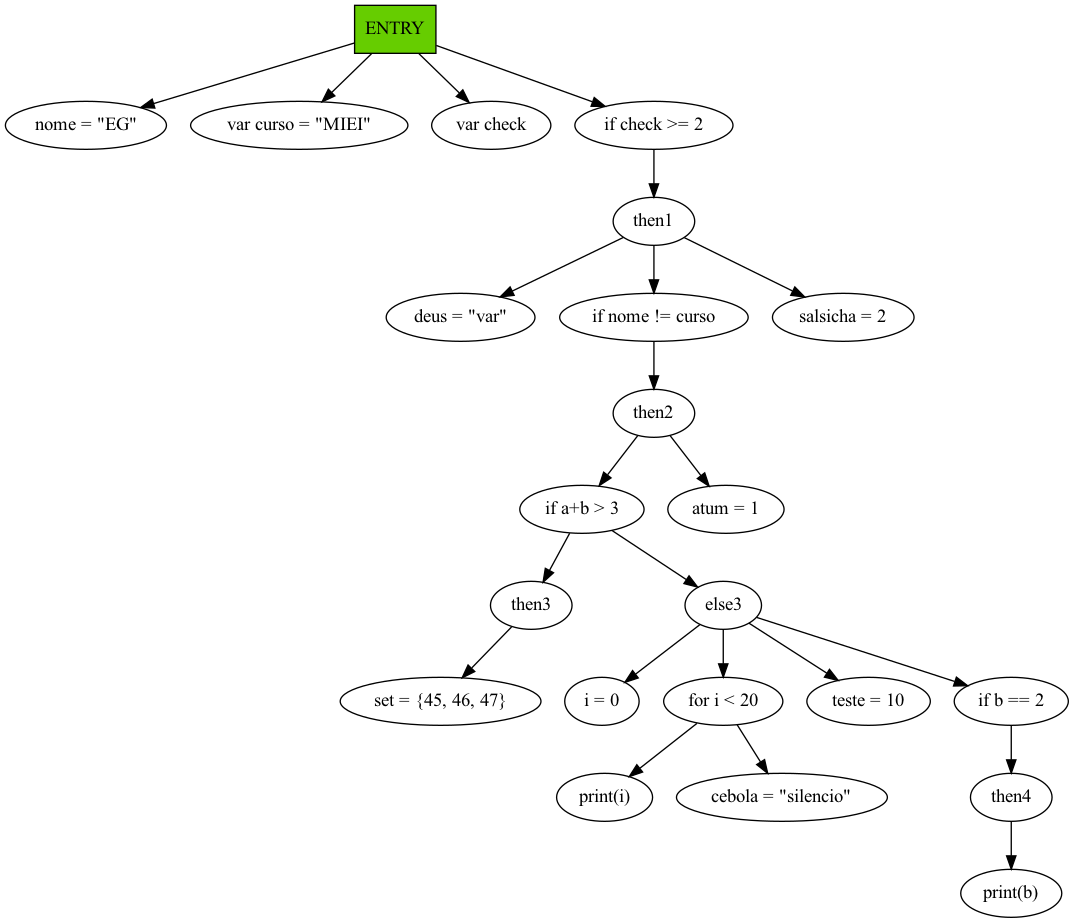 ENTRY
nome = "EG"
var curso = "MIEI"
var check
if check >= 2
then1
deus = "var"
if nome != curso
salsicha = 2
then2
if a+b > 3
atum = 1
then3
else3
set = {45, 46, 47}
i = 0
for i < 20
teste = 10
if b == 2
print(i)
cebola = "silencio"
then4
print(b)